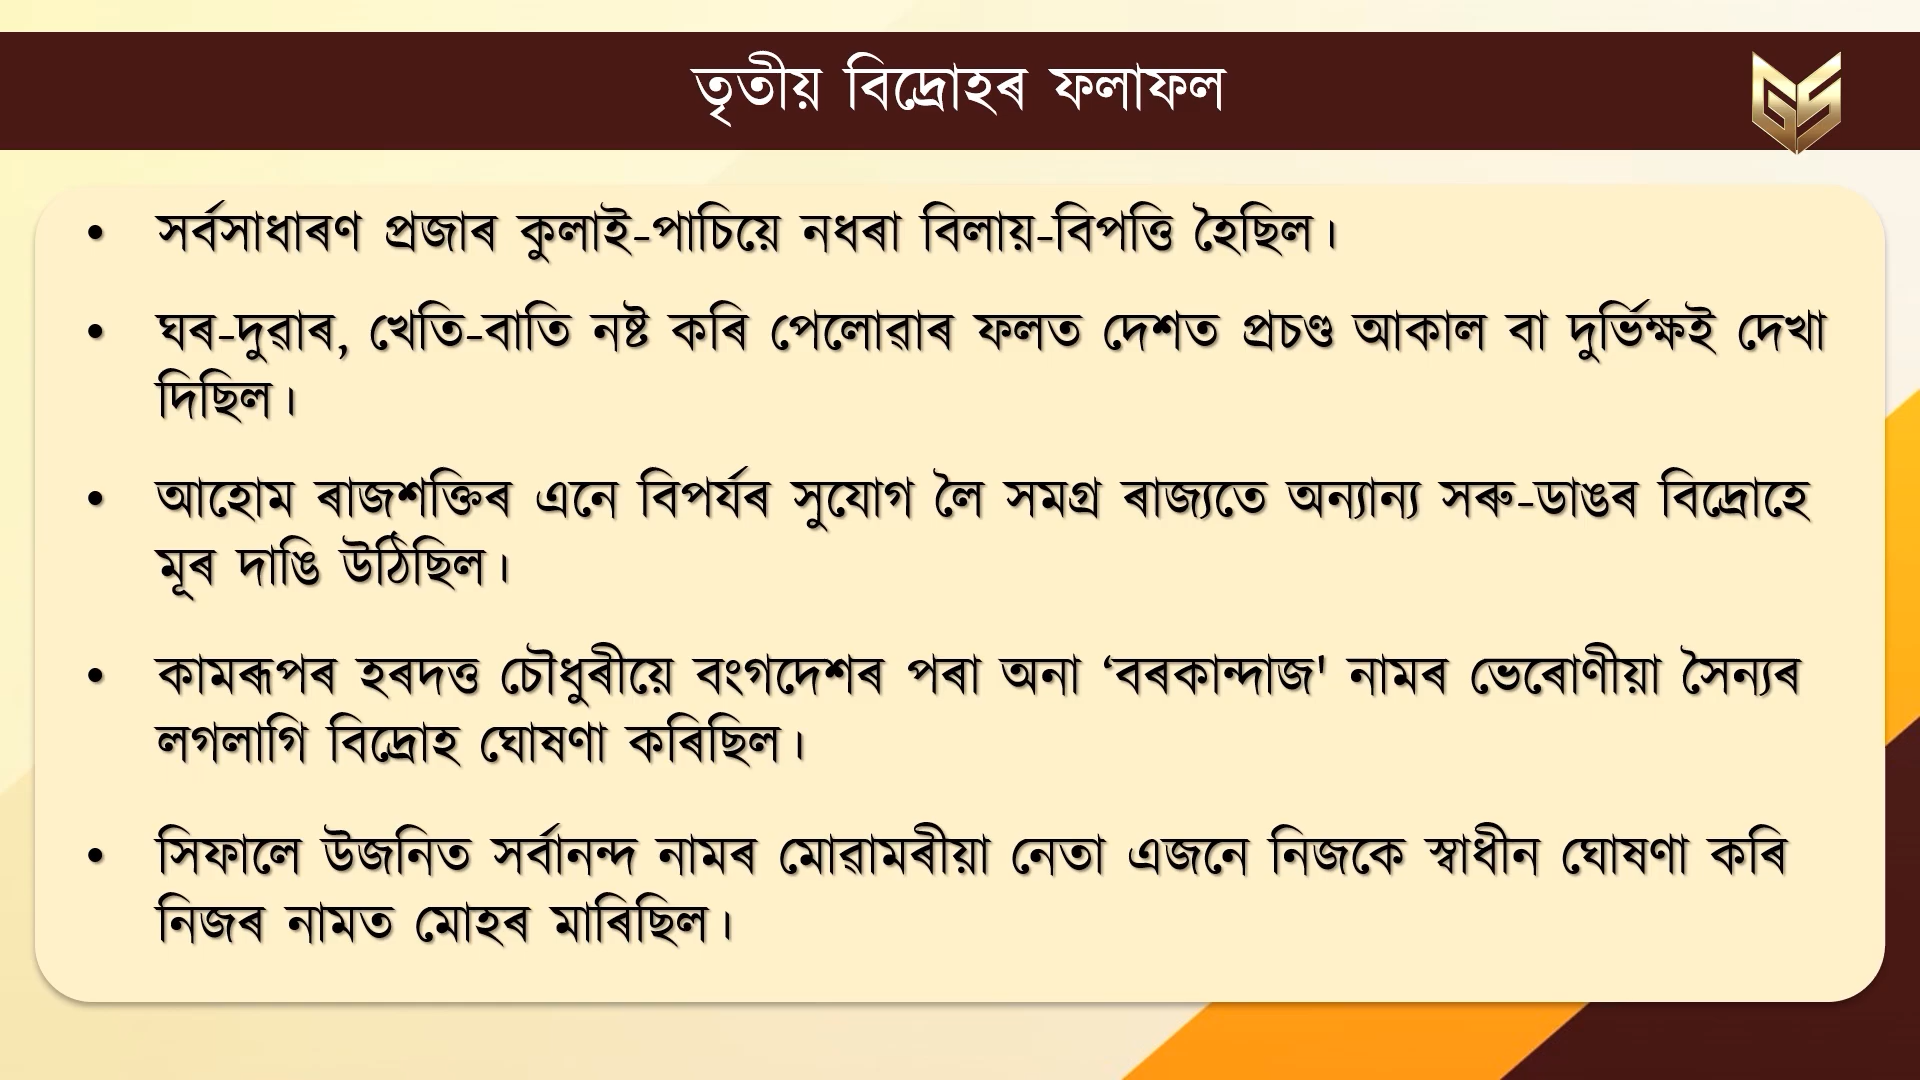 তৃতীয় বিদ্ৰোহৰ ফলাফল
GS
• সৰ্বসাধাৰণ প্ৰজাৰ কুলাই-পাচিয়ে নধৰা বিলায়-বিপত্তি হৈছিল।
• ঘৰ-দুৱাৰ, খেতি-বাতি নষ্ট কৰি পেলোৱাৰ ফলত দেশত প্ৰচণ্ড আকাল বা দুৰ্ভিক্ষই দেখা
দিছিল।
• আহোম ৰাজশক্তিৰ এনে বিপৰ্যৰ সুযোগ লৈ সমগ্ৰ ৰাজ্যতে অন্যান্য সৰু-ডাঙৰ বিদ্ৰোহে
মূৰ দাঙি উঠিছিল।
• কামৰূপৰ হৰদত্ত চৌধুৰীয়ে বংগদেশৰ পৰা অনা ‘বৰকান্দাজ' নামৰ ভেৰোণীয়া সৈন্যৰ
লগলাগি বিদ্ৰোহ ঘোষণা কৰিছিল।
• সিফালে উজনিত সৰ্বানন্দ নামৰ মোৱামৰীয়া নেতা এজনে নিজকে স্বাধীন ঘোষণা কৰি
নিজৰ নামত মোহৰ মাৰিছিল।